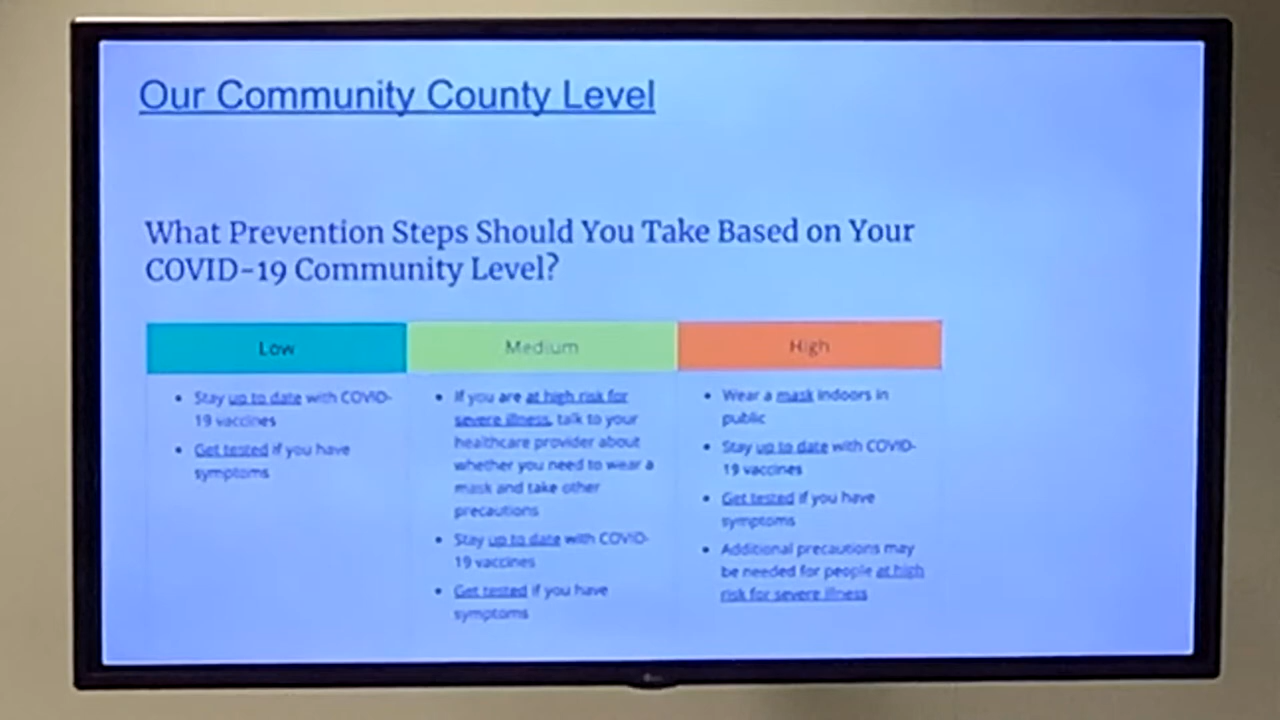 Our Community County Level
What Prevention Steps Should You Take Based on Your
COVID-19 Community Level?
Low
Medium
High
• Stay up to date with COVID-
19 vaccines
• Get tested if you have
symptoms
• If you are at high risk for
severe illness, talk to your
healthcare provider about
whether you need to wear a
mask and take other
precautions
• Stay up to date with COVID-
19 vaccines
• Get tested if you have
symptoms
• Wear a mask indoors in
public
• Stay up to date with COVID-
19 vaccines
• Get tested if you have
symptoms
• Additional precautions may
be needed for people at high
risk for severe illness